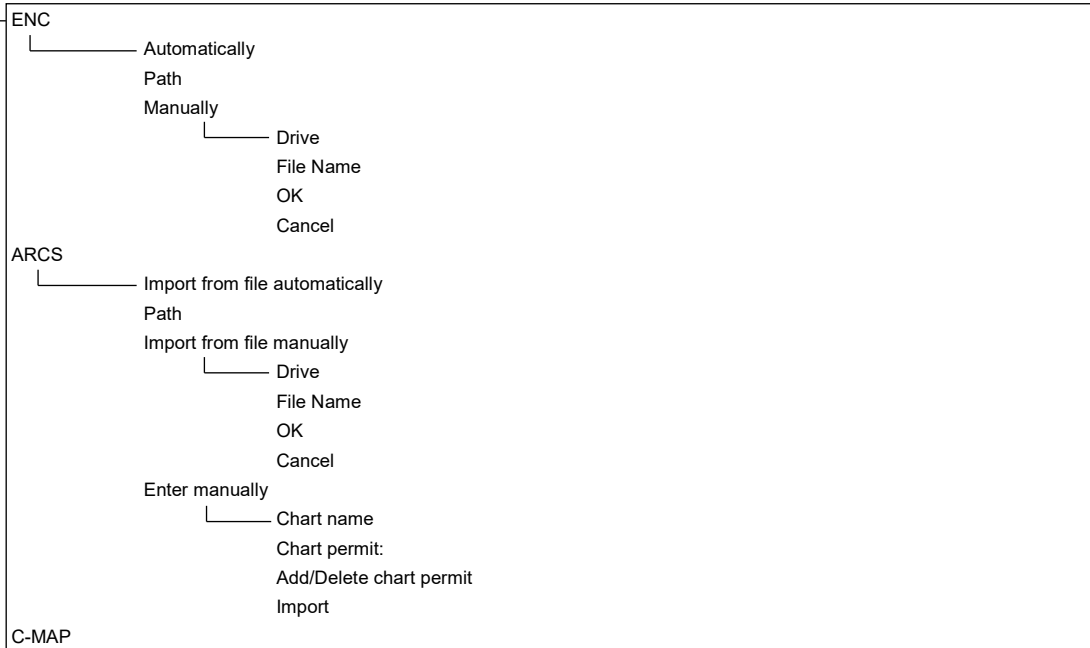 ENC
Automatically
Path
Manually
Drive
File Name
OK
Cancel
ARCS
Import from file automatically
Path
Import from file manually
Drive
File Name
OK
Cancel
Enter manually
Chart name
Chart permit:
Add/Delete chart permit
Import
C-MAP